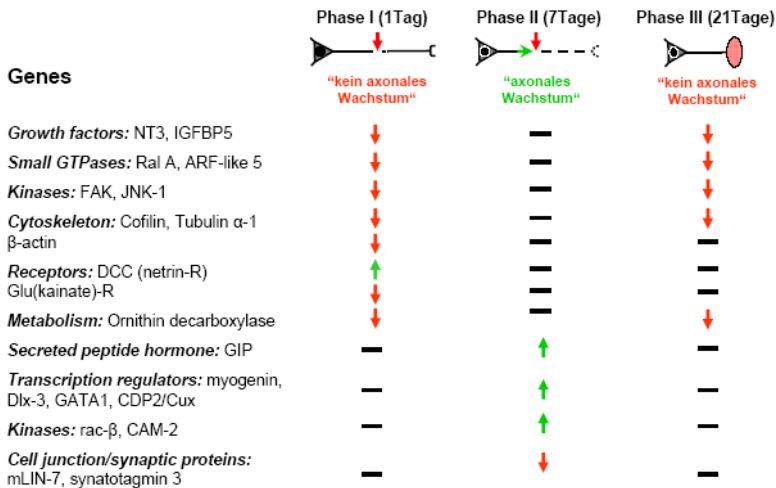 Phase I (1Tag) Phase II (7Tage) Phase III (21Tage)
Genes
“kein axonales
Wachstum“
“axonales
Wachstum“
“kein axonales
Wachstum“
Growth factors: NT3, IGFBP5
Small GTPases: Ral A, ARF-like 5
Kinases: FAK, JNK-1
Cytoskeleton: Cofilin, Tubulin α-1
β-actin
Receptors: DCC (netrin-R)
Glu(kainate)-R
Metabolism: Ornithin decarboxylase
Secreted peptide hormone: GIP
Transcription regulators: myogenin,
Dlx-3, GATA1, CDP2/Cux
Kinases: rac-β, CAM-2
Cell junction/synaptic proteins:
mLIN-7, synatotagmin 3